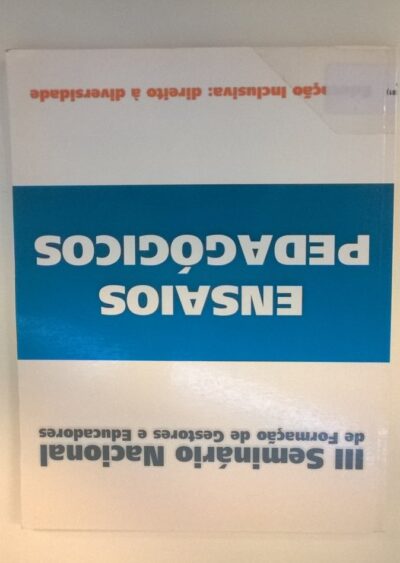 III Seminário Nacional
de Formação de Gestores e Educadores
ENSAIOS
PEDAGÓGICOS
Inclusiva: direito à diversidade